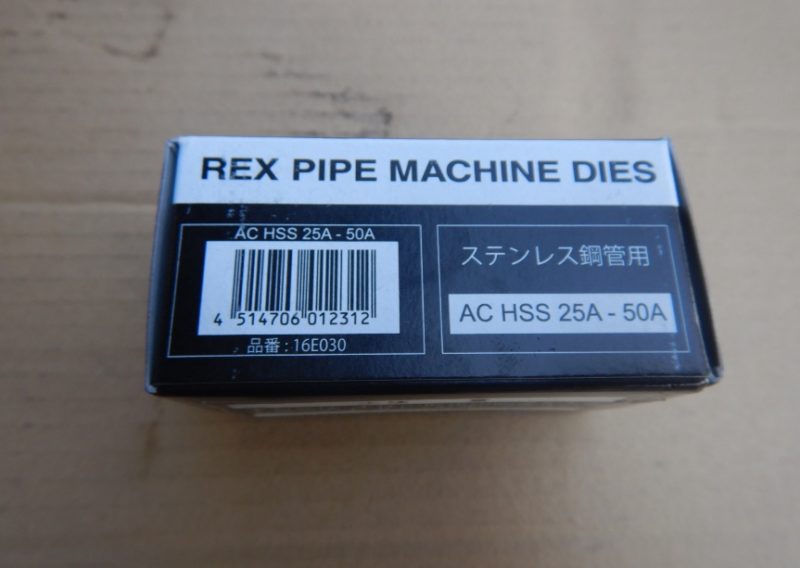 REX PIPE MACHINE DIES
AC HSS 25A - 50A
4 514706 012312
品番 : 16E030
ステンレス鋼管用
AC HSS 25A - 50A